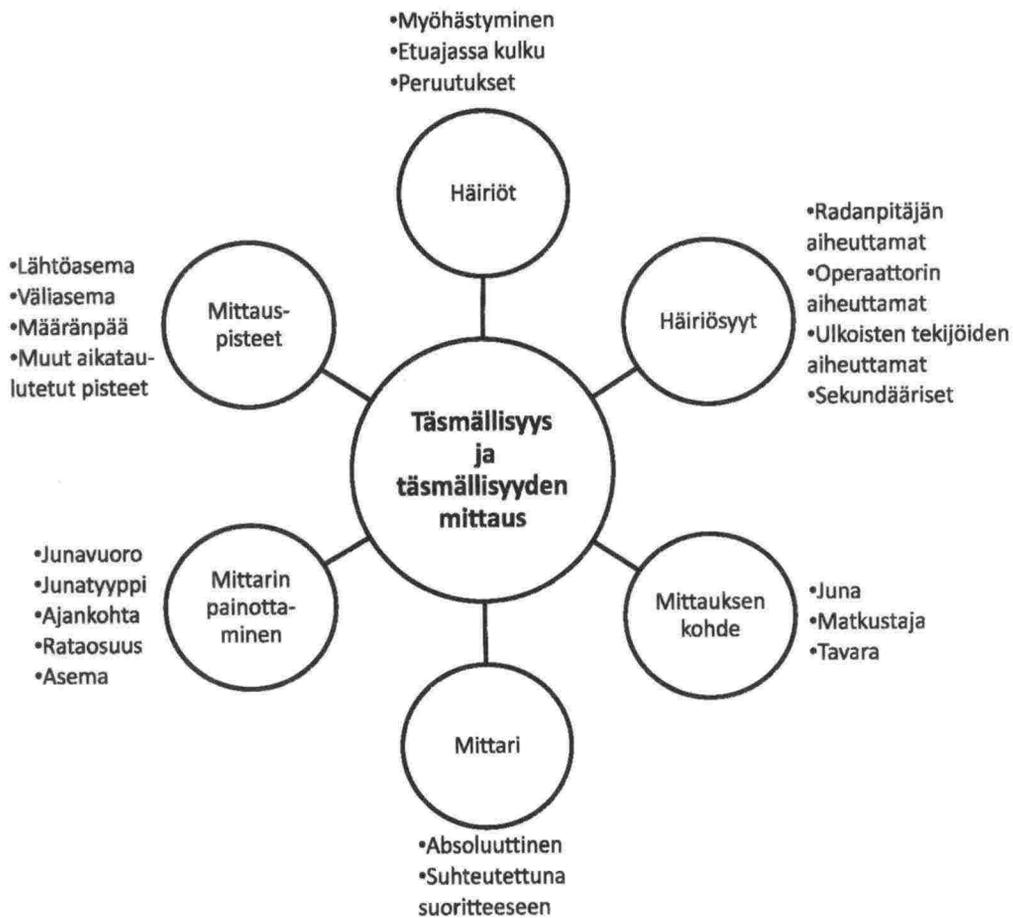 •Myöhästyminen
•Etuajassa kulku
•Peruutukset
Häiriöt
•Radanpitäjän
aiheuttamat
•Operaattorin
aiheuttamat
•Ulkoisten tekijöiden
aiheuttamat
•Sekundääriset
Häiriösyyt
•Lähtöasema
•Väliasema
•Määränpää
•Muut aikatau-
lutetut pisteet
Mittaus-
pisteet
Täsmällisyys
ja
täsmällisyyden
mittaus
•Junavuoro
•Junatyyppi
•Ajankohta
•Rataosuus
•Asema
Mittarin
painotta-
minen
Mittauksen
kohde
•Juna
•Matkustaja
•Tavara
Mittari
•Absoluuttinen
•Suhteutettuna
suoritteeseen